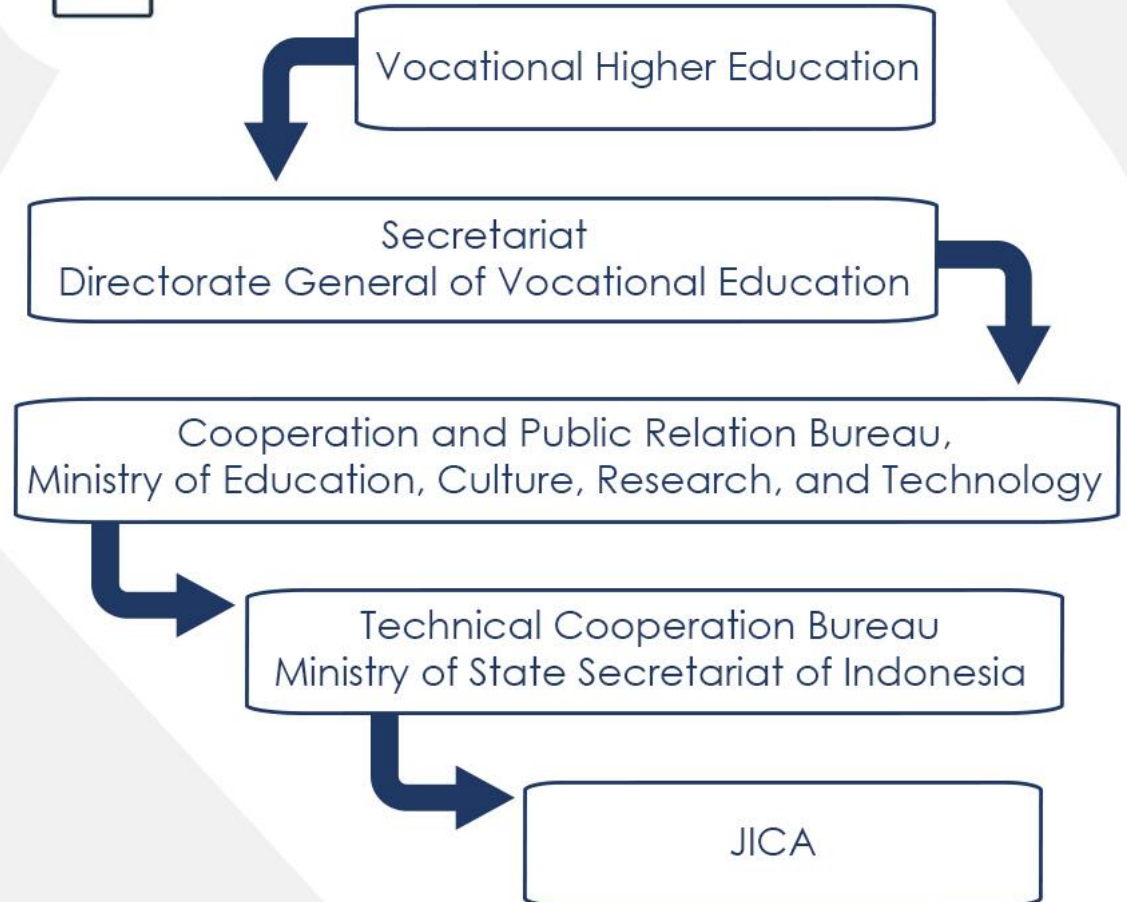 Vocational Higher Education
Secretariat
Directorate General of Vocational Education
Cooperation and Public Relation Bureau,
Ministry of Education, Culture, Research, and Technology
Technical Cooperation Bureau
Ministry of State Secretariat of Indonesia
JICA